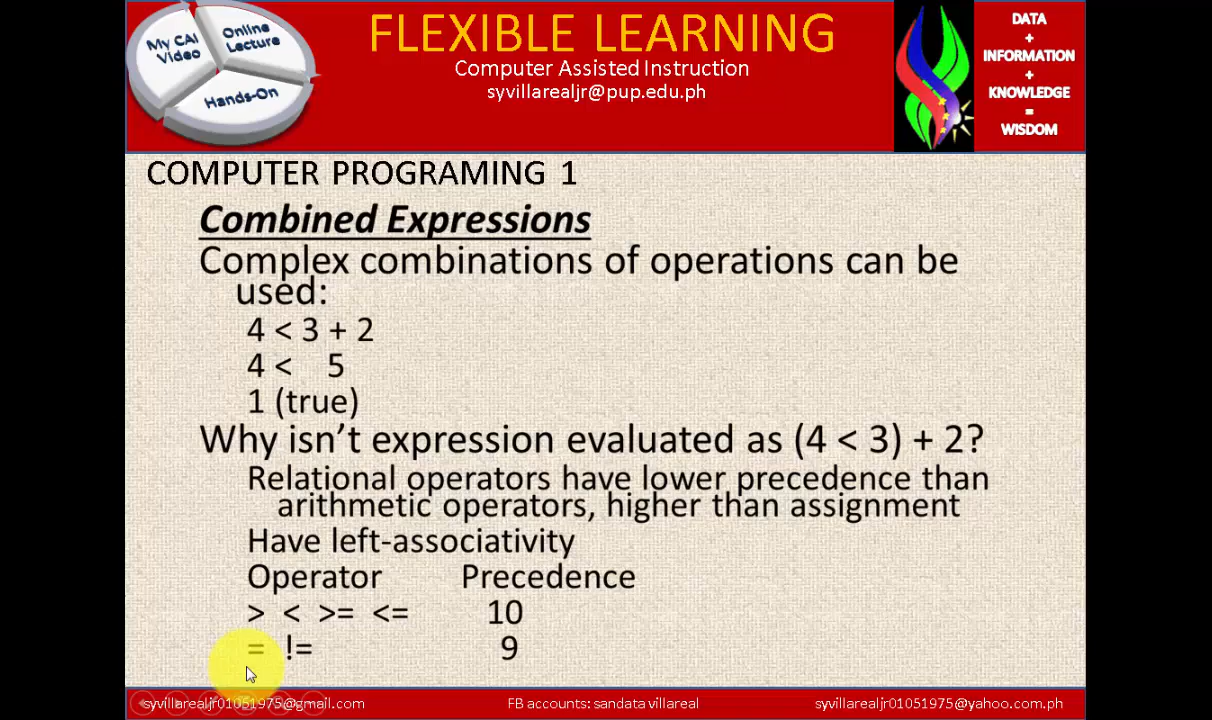 My CAI
Video
Online
Lecture
Hands-On
FLEXIBLE LEARNING
Computer Assisted Instruction
syvillarealjr@pup.edu.ph
DATA
+
INFORMATION
+
KNOWLEDGE
=
WISDOM
COMPUTER PROGRAMING 1
Combined Expressions
Complex combinations of operations can be
used:
4 < 3 + 2
4 < 5
1 (true)
Why isn't expression evaluated as (4 < 3) + 2?
Relational operators have lower precedence than
arithmetic operators, higher than assignment
Have left-associativity
Operator Precedence
> < >= <= 10
= != 9
syvillarealjr01051975@gmail.com FB accounts: sandata villareal syvillarealjr01051975@yahoo.com.ph